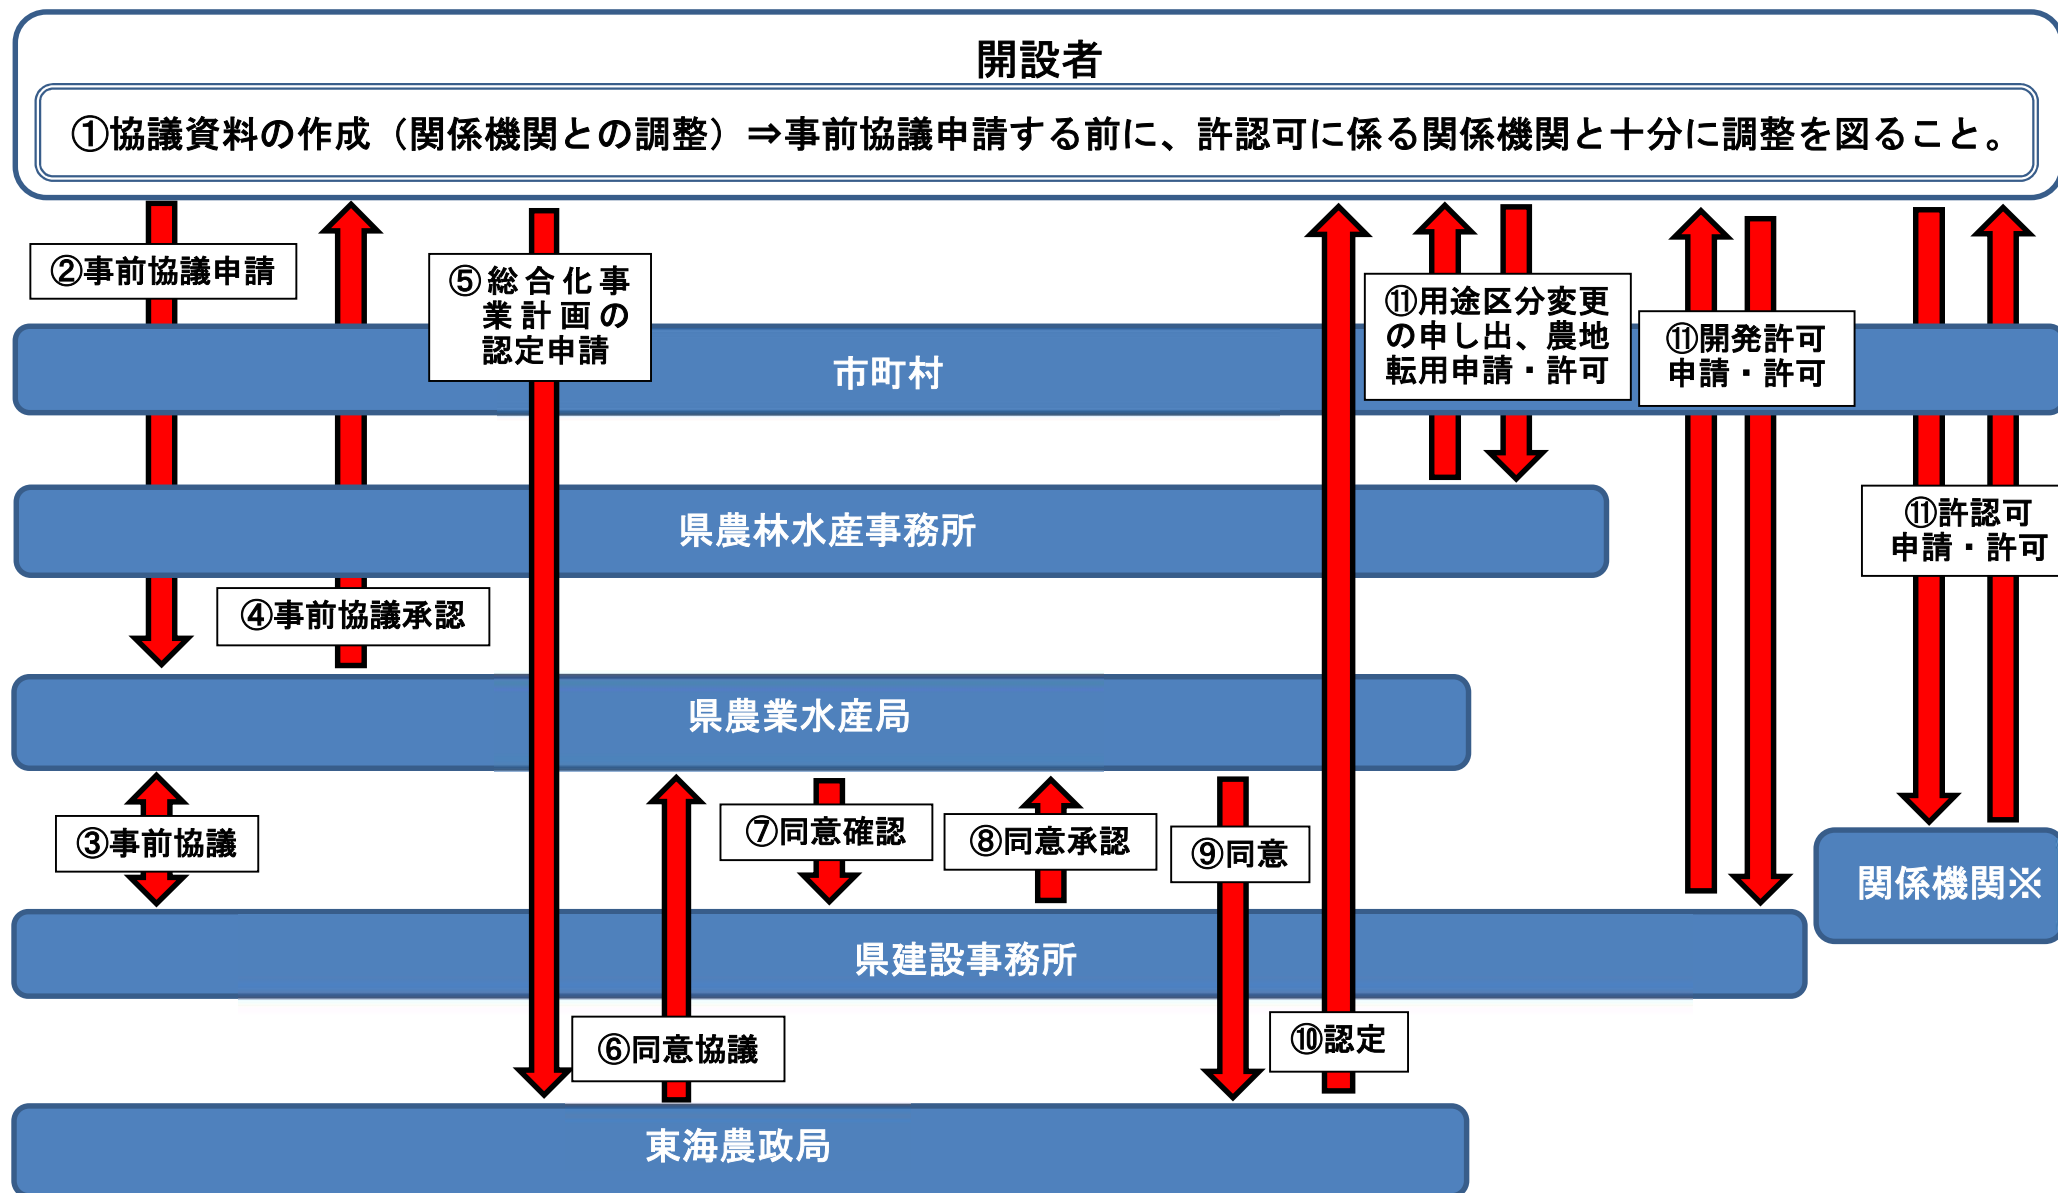 開設者
①協議資料の作成（関係機関との調整）⇒事前協議申請する前に、許認可に係る関係機関と十分に調整を図ること。
②事前協議申請
⑤総合化事
業計画の
認定申請
⑪用途区分変更
の申し出、農地
転用申請・許可
⑪開発許可
申請・許可
市町村
⑪許認可
申請・許可
県農林水産事務所
④事前協議承認
県農業水産局
③事前協議
⑦同意確認
⑧同意承認
⑨同意
関係機関※
県建設事務所
⑥同意協議
⑩認定
東海農政局